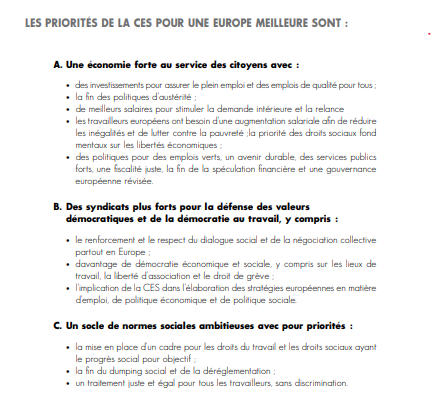 LES PRIORITÉS DE LA CES POUR UNE EUROPE MEILLEURE SONT :
A. Une économie forte au service des citoyens avec :
• des investissements pour assurer le plein emploi et des emplois de qualité pour tous ;
• la fin des politiques d'austérité ;
• de meilleurs salaires pour stimuler la demande intérieure et la relance
• les travailleurs européens ont besoin d'une augmentation salariale afin de réduire
les inégalités et de lutter contre la pauvreté ;la priorité des droits sociaux fond
mentaux sur les libertés économiques ;
• des politiques pour des emplois verts, un avenir durable, des services publics
forts, une fiscalité juste, la fin de la spéculation financière et une gouvernance
européenne révisée.
B. Des syndicats plus forts pour la défense des valeurs
démocratiques et de la démocratie au travail, y compris :
• le renforcement et le respect du dialogue social et de la négociation collective
partout en Europe ;
• davantage de démocratie économique et sociale, y compris sur les lieux de
travail, la liberté d'association et le droit de grève ;
• l'implication de la CES dans l'élaboration des stratégies européennes en matière
d'emploi, de politique économique et de politique sociale.
C. Un socle de normes sociales ambitieuses avec pour priorités :
• la mise en place d'un cadre pour les droits du travail et les droits sociaux ayant
le progrès social pour objectif ;
• la fin du dumping social et de la déréglementation ;
• un traitement juste et égal pour tous les travailleurs, sans discrimination.